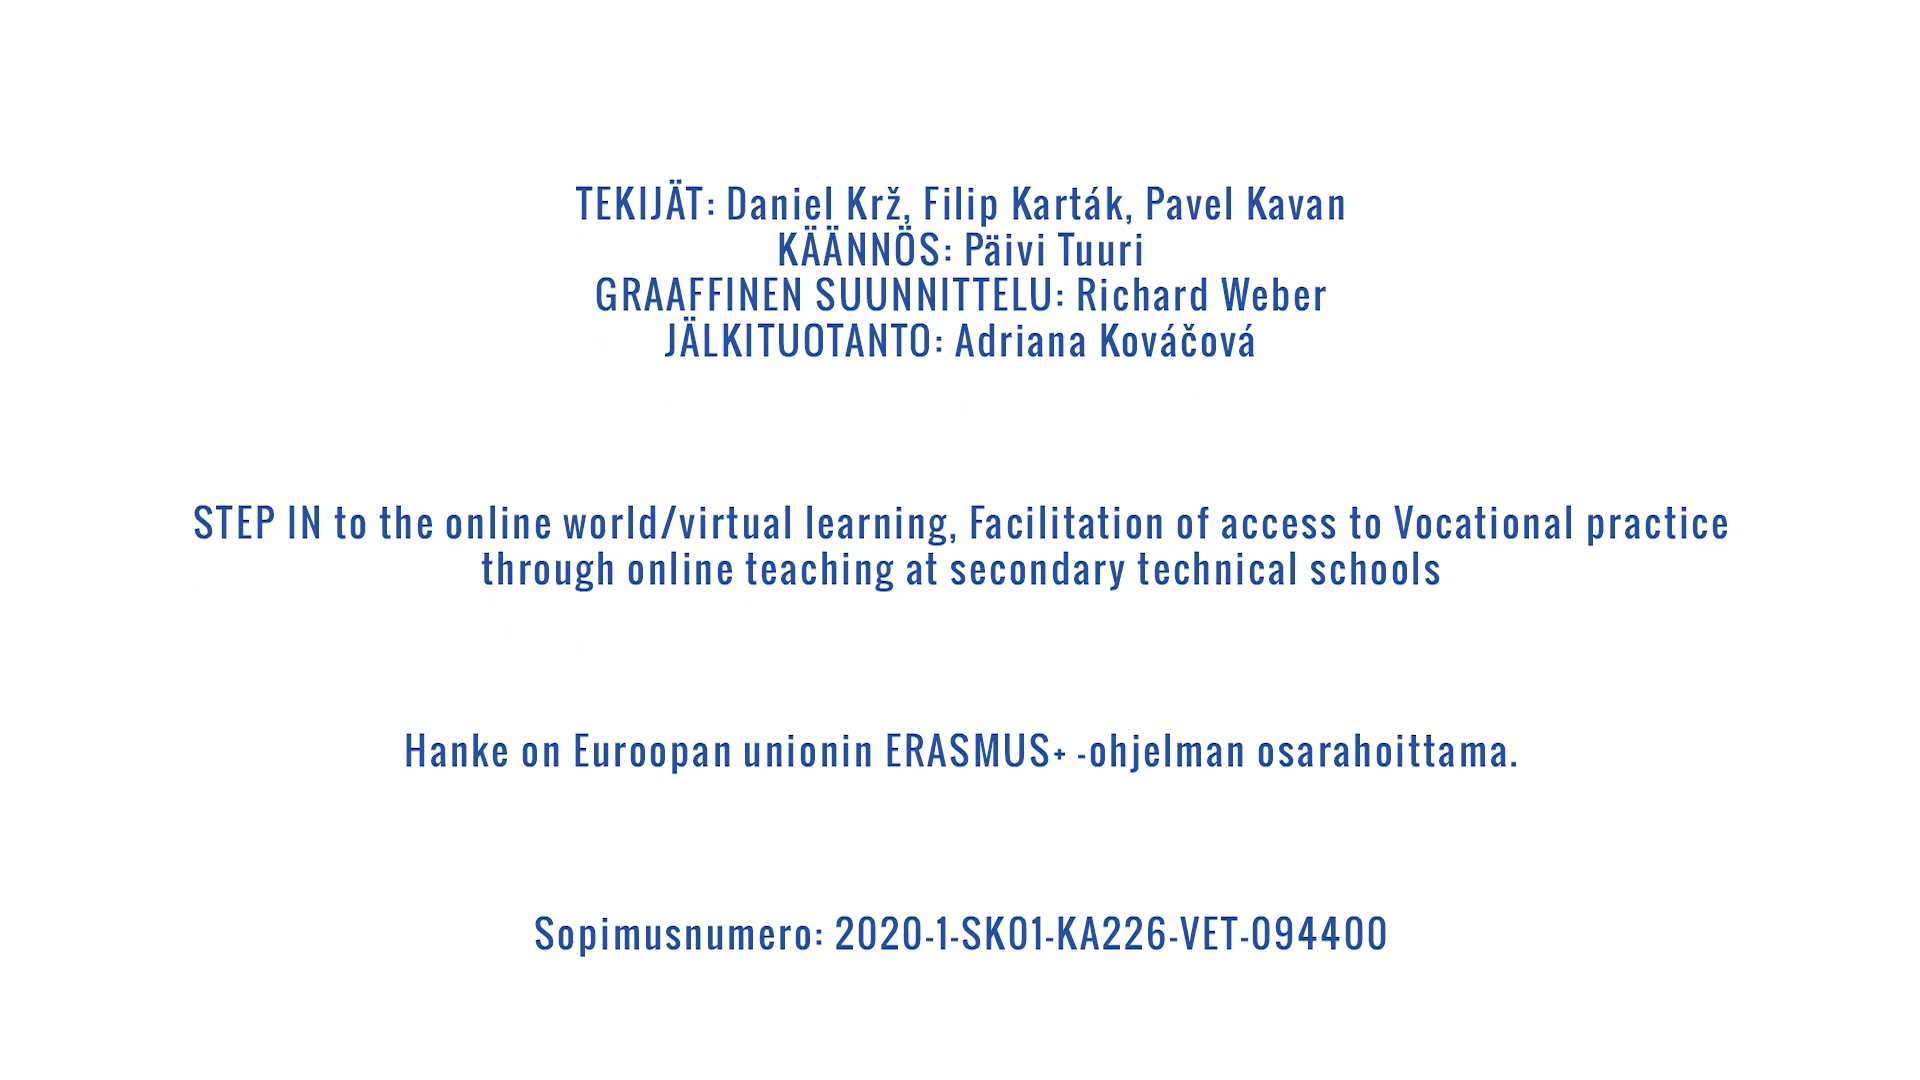 TEKIJÄT: Daniel Krž, Filip Karták, Pavel Kavan
KÄÄNNÖS: Päivi Tuuri
GRAAFFINEN SUUNNITTELU: Richard Weber
JÄLKITUOTANTO: Adriana Kováčová
STEP IN to the online world/virtual learning, Facilitation of access to Vocational practice
through online teaching at secondary technical schools
Hanke on Euroopan unionin ERASMUS+ -ohjelman osarahoittama.
Sopimusnumero: 2020-1-SK01-KA226-VET-094400